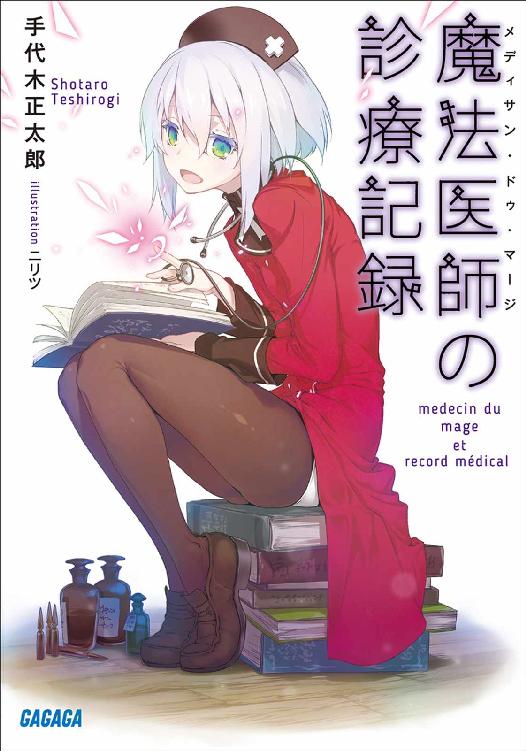 メディサン・ドゥ・マージ
魔法医師の
診療記録
medecin du
mage
et
record médical
手代木正太郎
Shotaro
Teshirogi
illustration ニリツ
GAGAGA